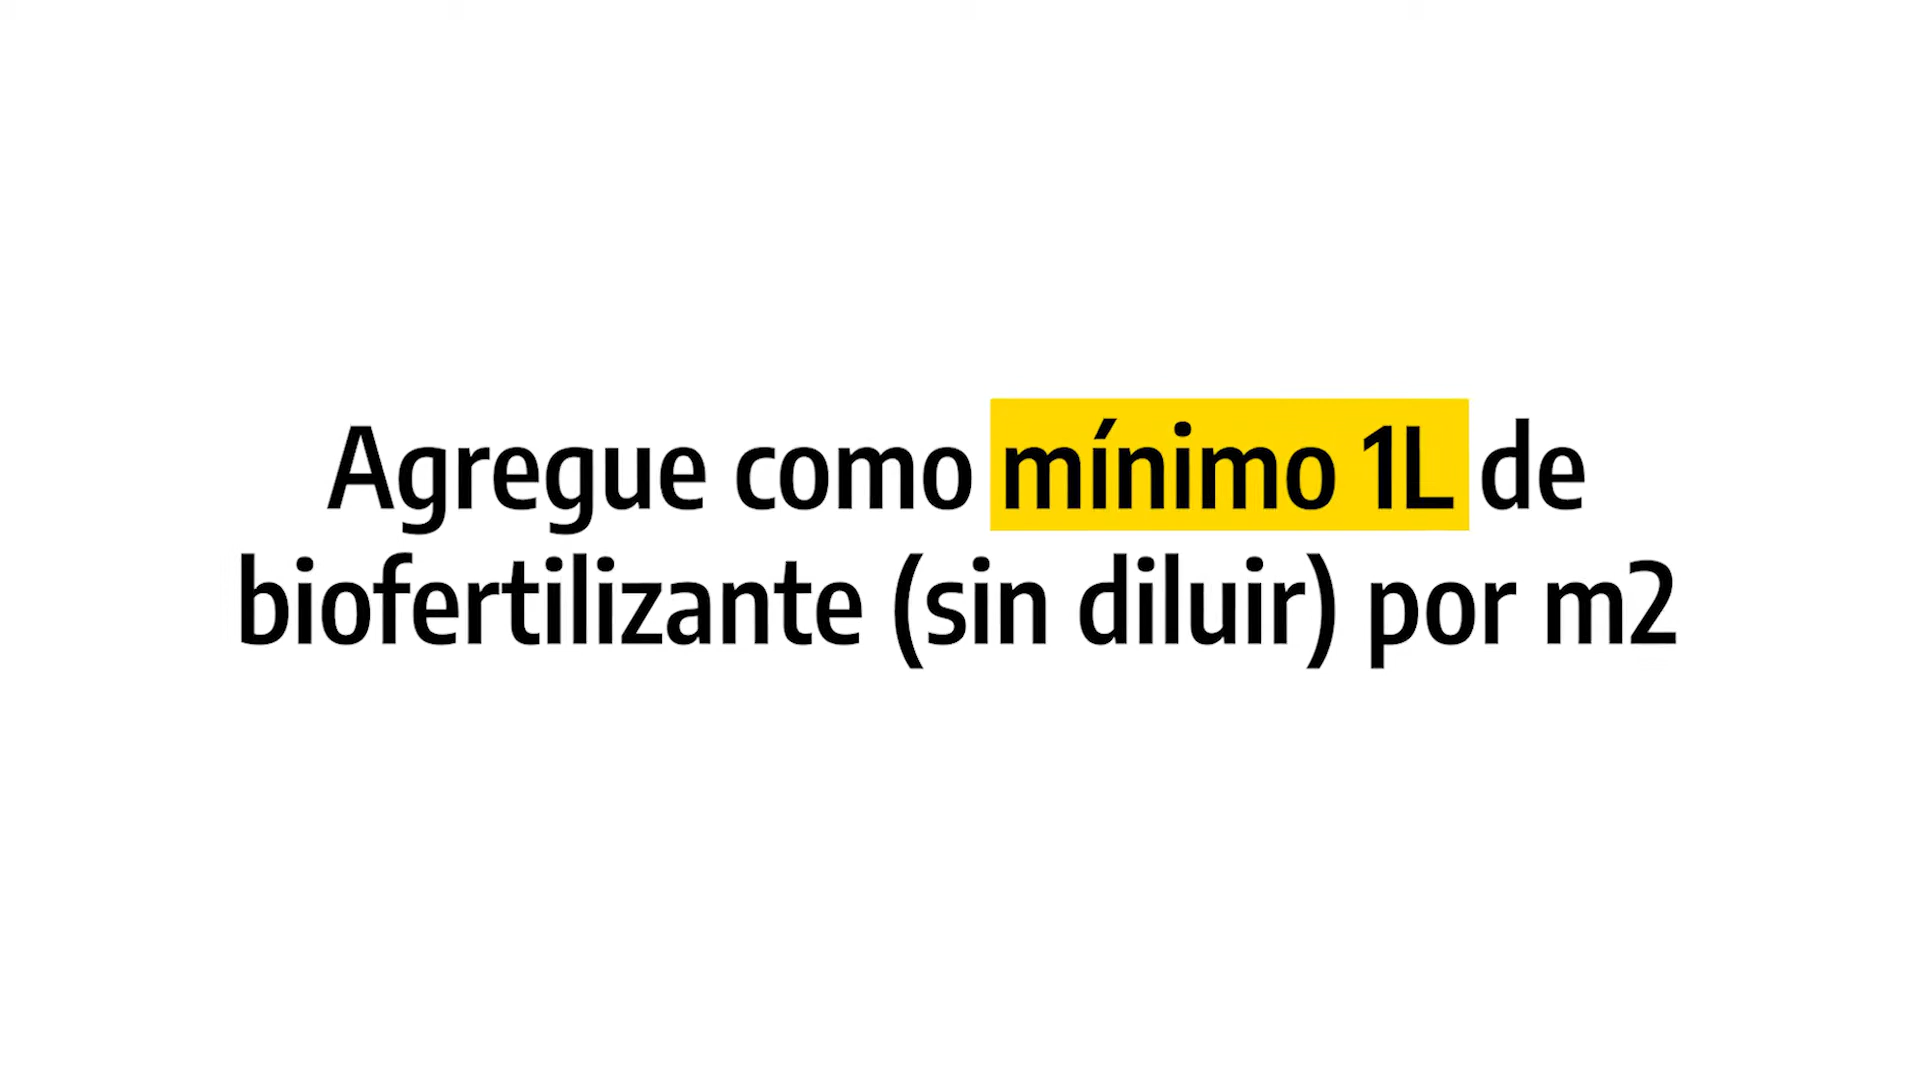 Agregue como mínimo 1L de
biofertilizante (sin diluir) por m2